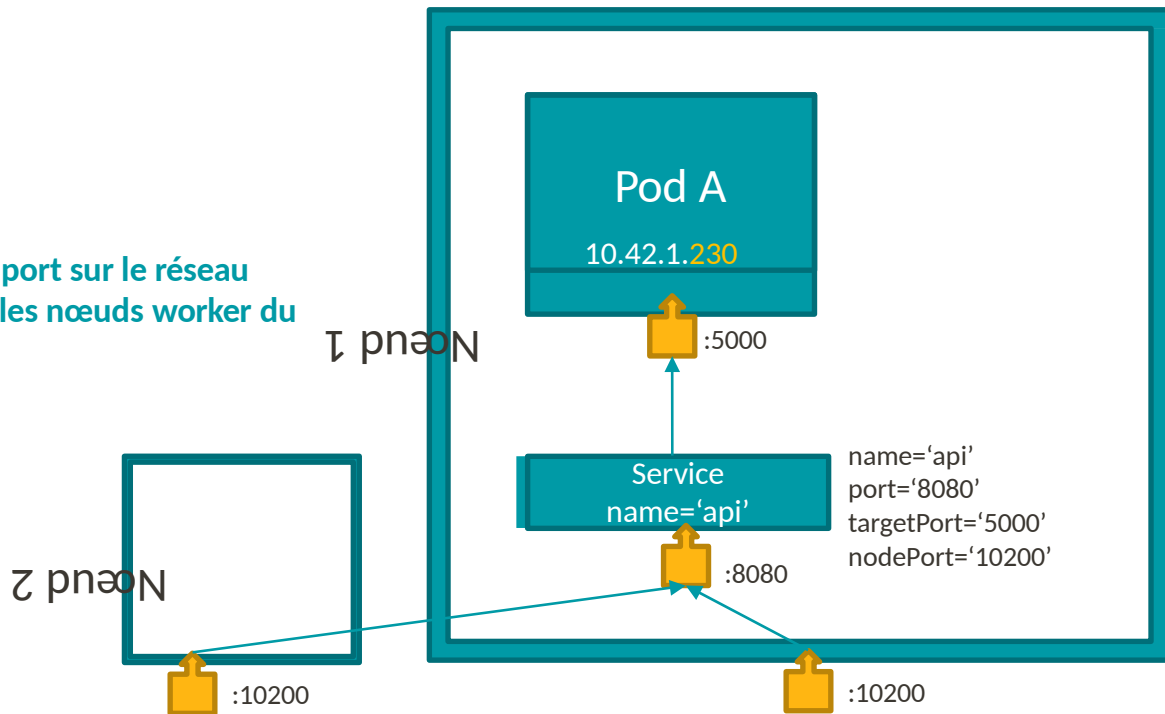 Pod A
10.42.1.230
port sur le réseau
les nœuds worker du
Nœud 1
:5000
Service
name=‘api’
name=‘api’
port=‘8080’
targetPort=‘5000’
nodePort=‘10200’
:8080
Nœud 2
:10200
:10200